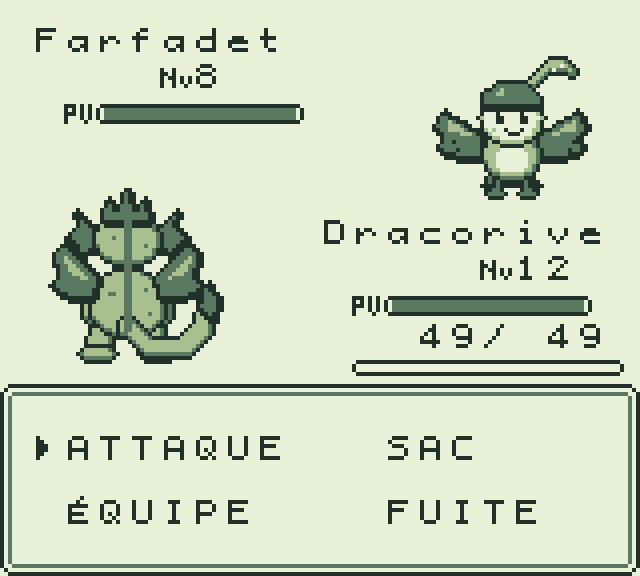 Farfadet
Nv8
PV
Dracorive
Nv12
PV
49/ 49
ATTAQUE SAC
ÉQUIPE FUITE